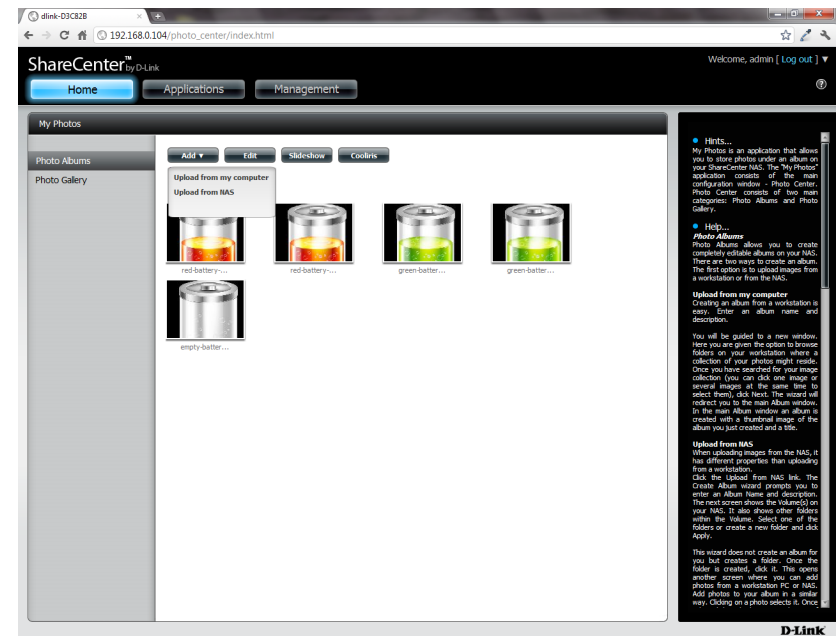 dlink-D3C82B
192.168.0.104/photo_center/index.html
ShareCenter™ by D-Link
Welcome, admin [ Log out ] ▼
Home Applications Management
My Photos
Photo Albums
Photo Gallery
Add ▼ Edit Slideshow Cooliris
Upload from my computer
Upload from NAS
red-battery-... red-battery-... green-batter... green-batter...
empty-batter...
Hints...
My Photos is an application that allows
you to store photos under an album on
your ShareCenter NAS. The "My Photos"
application consists of the main
configuration window - Photo Center.
Photo Center consists of two main
categories: Photo Albums and Photo
Gallery.
Help...
Photo Albums
Photo Albums allows you to create
completely editable albums on your NAS.
There are two ways to create an album.
The first option is to upload images from
a workstation or from the NAS.
Upload from my computer
Creating an album from a workstation is
easy. Enter an album name and
description.
You will be guided to a new window.
Here you are given the option to browse
folders on your workstation where a
collection of your photos might reside.
Once you have searched for your image
collection (you can click one image or
several images at the same time to
select them), click Next. The wizard will
redirect you to the main Album window.
In the main Album window an album is
created with a thumbnail image of the
album you just created and a title.
Upload from NAS
When uploading images from the NAS, it
has different properties than uploading
from a workstation.
Click the Upload from NAS link. The
Create Album wizard prompts you to
enter an Album Name and description.
The next screen shows the Volume(s) on
your NAS. It also shows other folders
within the Volume. Select one of the
folders or create a new folder and click
Apply.
This wizard does not create an album for
you but creates a folder. Once the
folder is created, click it. This opens
another screen where you can add
photos from a workstation PC or NAS.
Add photos to your album in a similar
way. Clicking on a photo selects it. Once
D-Link